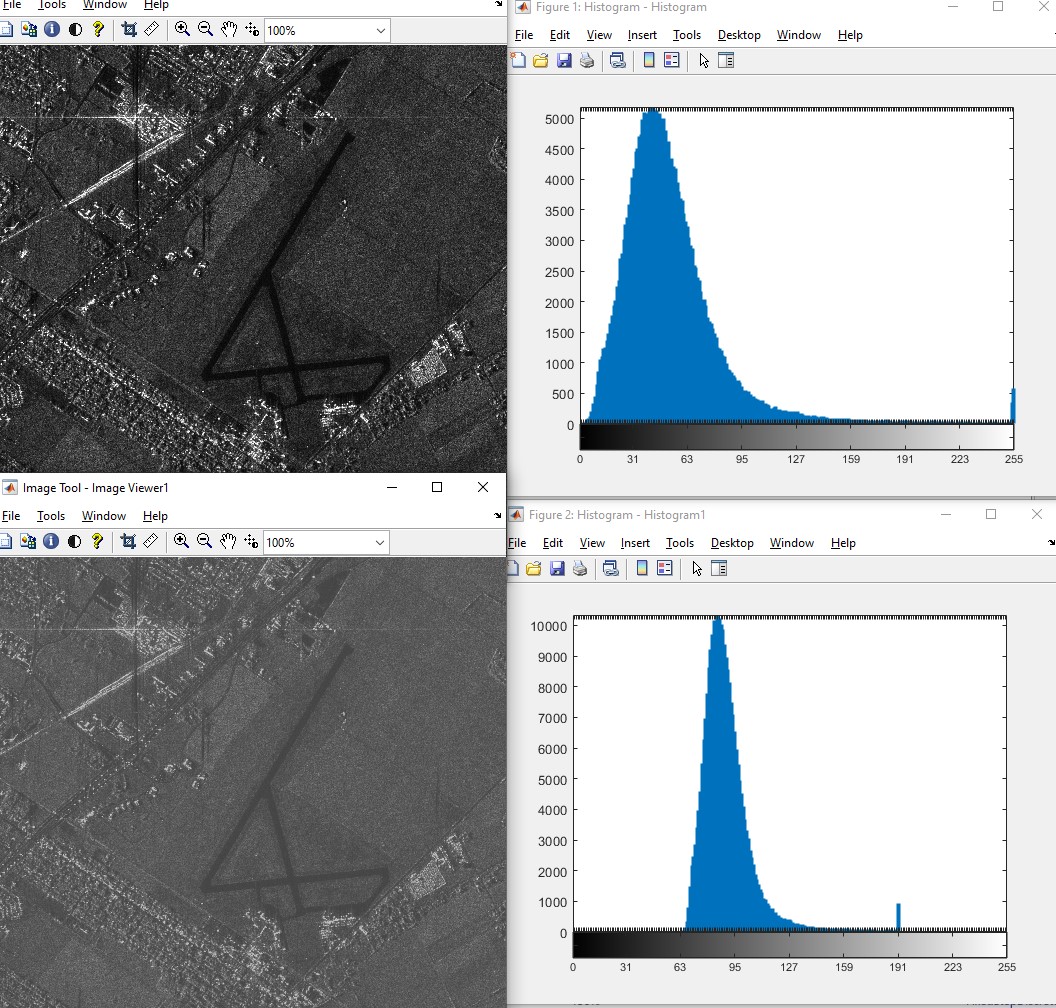 File Tools Window Help
100%
Figure 1: Histogram - Histogram
File Edit View Insert Tools Desktop Window Help
5000
4500
4000
3500
3000
2500
2000
1500
1000
500
0
0 31 63 95 127 159 191 223 255
Image Tool - Image Viewer1
File Tools Window Help
100%
Figure 2: Histogram - Histogram1
File Edit View Insert Tools Desktop Window Help
10000
9000
8000
7000
6000
5000
4000
3000
2000
1000
0
0 31 63 95 127 159 191 223 255